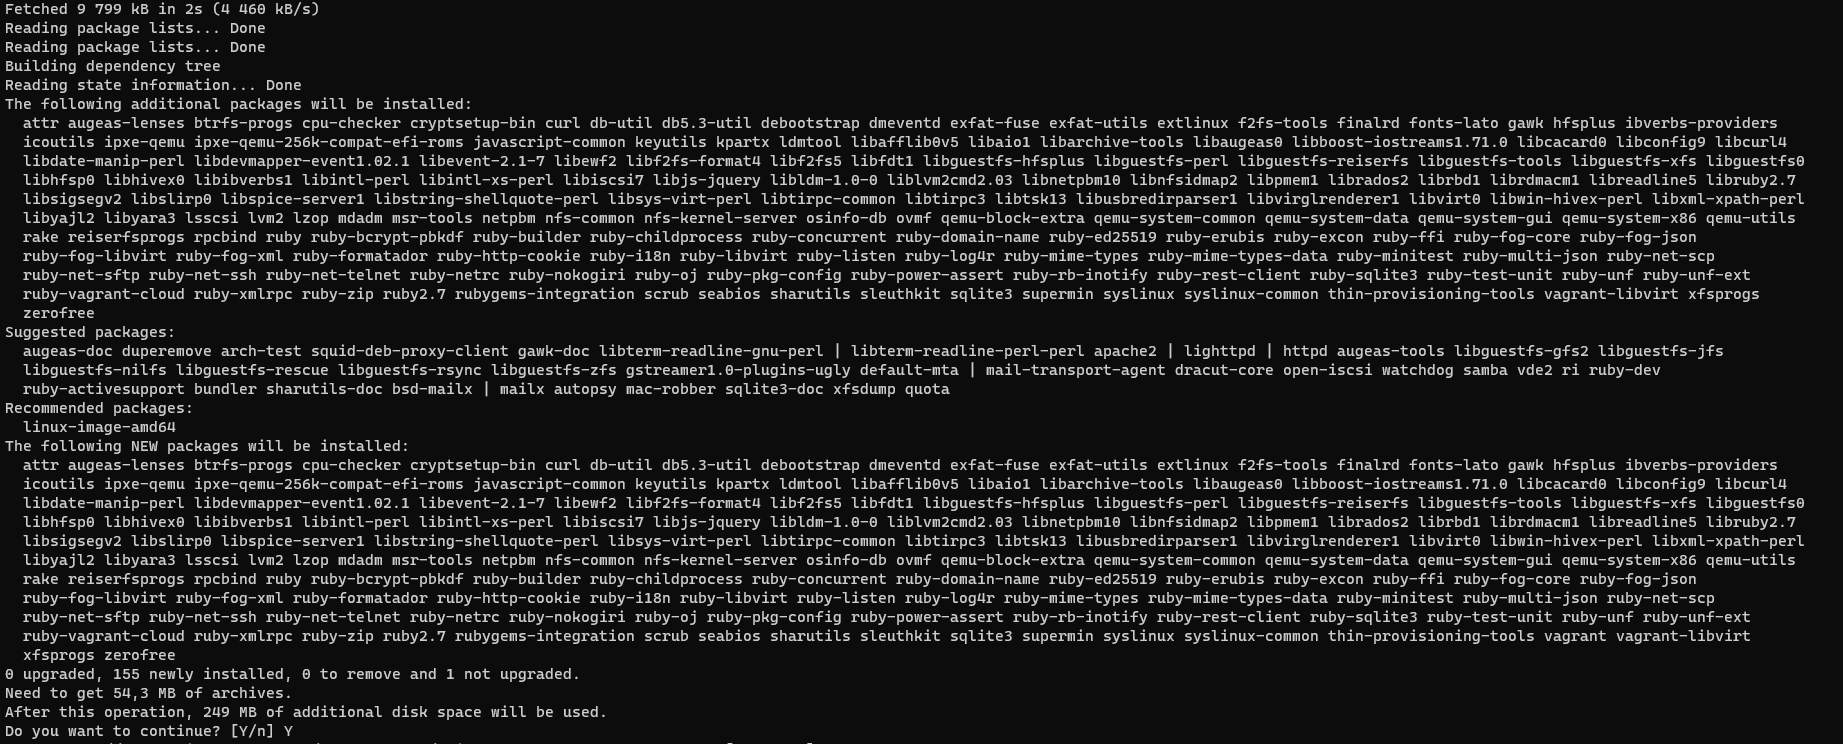 Fetched 9 799 kB in 2s (4 460 kB/s)
Reading package lists... Done
Reading package lists... Done
Building dependency tree
Reading state information... Done
The following additional packages will be installed:
  attr augeas-lenses btrfs-progs cpu-checker cryptsetup-bin curl db-util db5.3-util debootstrap dmeventd exfat-fuse exfat-utils extlinux f2fs-tools finalrd fonts-lato gawk hfsplus ibverbs-providers
  icoutils ipxe-qemu ipxe-qemu-256k-compat-efi-roms javascript-common keyutils kpartx ldmtool libafflib0v5 libaio1 libarchive-tools libaugeas0 libboost-iostreams1.71.0 libcacard0 libconfig9 libcurl4
  libdate-manip-perl libdevmapper-event1.02.1 libevent-2.1-7 libewf2 libf2fs-format4 libf2fs5 libfdt1 libguestfs-hfsplus libguestfs-perl libguestfs-reiserfs libguestfs-tools libguestfs-xfs libguestfs0
  libhfsp0 libhivex0 libibverbs1 libintl-perl libintl-xs-perl libiscsi7 libjs-jquery libldm-1.0-0 liblvm2cmd2.03 libnetpbm10 libnfsidmap2 libpmem1 librados2 librbd1 librdmacm1 libreadline5 libruby2.7
  libsigsegv2 libslirp0 libspice-server1 libstring-shellquote-perl libsys-virt-perl libtirpc-common libtirpc3 libtsk13 libusbredirparser1 libvirglrenderer1 libvirt0 libwin-hivex-perl libxml-xpath-perl
  libyajl2 libyara3 lsscsi lvm2 lzop mdadm msr-tools netpbm nfs-common nfs-kernel-server osinfo-db ovmf qemu-block-extra qemu-system-common qemu-system-data qemu-system-gui qemu-system-x86 qemu-utils
  rake reiserfsprogs rpcbind ruby ruby-bcrypt-pbkdf ruby-builder ruby-childprocess ruby-concurrent ruby-domain-name ruby-ed25519 ruby-erubis ruby-excon ruby-ffi ruby-fog-core ruby-fog-json
  ruby-fog-libvirt ruby-fog-xml ruby-formatador ruby-http-cookie ruby-i18n ruby-libvirt ruby-listen ruby-log4r ruby-mime-types ruby-mime-types-data ruby-minitest ruby-multi-json ruby-net-scp
  ruby-net-sftp ruby-net-ssh ruby-net-telnet ruby-netrc ruby-nokogiri ruby-oj ruby-pkg-config ruby-power-assert ruby-rb-inotify ruby-rest-client ruby-sqlite3 ruby-test-unit ruby-unf ruby-unf-ext
  ruby-vagrant-cloud ruby-xmlrpc ruby-zip ruby2.7 rubygems-integration scrub seabios sharutils sleuthkit sqlite3 supermin syslinux syslinux-common thin-provisioning-tools vagrant-libvirt xfsprogs
  zerofree
Suggested packages:
  augeas-doc duperemove arch-test squid-deb-proxy-client gawk-doc libterm-readline-gnu-perl | libterm-readline-perl-perl apache2 | lighttpd | httpd augeas-tools libguestfs-gfs2 libguestfs-jfs
  libguestfs-nilfs libguestfs-rescue libguestfs-rsync libguestfs-zfs gstreamer1.0-plugins-ugly default-mta | mail-transport-agent dracut-core open-iscsi watchdog samba vde2 ri ruby-dev
  ruby-activesupport bundler sharutils-doc bsd-mailx | mailx autopsy mac-robber sqlite3-doc xfsdump quota
Recommended packages:
  linux-image-amd64
The following NEW packages will be installed:
  attr augeas-lenses btrfs-progs cpu-checker cryptsetup-bin curl db-util db5.3-util debootstrap dmeventd exfat-fuse exfat-utils extlinux f2fs-tools finalrd fonts-lato gawk hfsplus ibverbs-providers
  icoutils ipxe-qemu ipxe-qemu-256k-compat-efi-roms javascript-common keyutils kpartx ldmtool libafflib0v5 libaio1 libarchive-tools libaugeas0 libboost-iostreams1.71.0 libcacard0 libconfig9 libcurl4
  libdate-manip-perl libdevmapper-event1.02.1 libevent-2.1-7 libewf2 libf2fs-format4 libf2fs5 libfdt1 libguestfs-hfsplus libguestfs-perl libguestfs-reiserfs libguestfs-tools libguestfs-xfs libguestfs0
  libhfsp0 libhivex0 libibverbs1 libintl-perl libintl-xs-perl libiscsi7 libjs-jquery libldm-1.0-0 liblvm2cmd2.03 libnetpbm10 libnfsidmap2 libpmem1 librados2 librbd1 librdmacm1 libreadline5 libruby2.7
  libsigsegv2 libslirp0 libspice-server1 libstring-shellquote-perl libsys-virt-perl libtirpc-common libtirpc3 libtsk13 libusbredirparser1 libvirglrenderer1 libvirt0 libwin-hivex-perl libxml-xpath-perl
  libyajl2 libyara3 lsscsi lvm2 lzop mdadm msr-tools netpbm nfs-common nfs-kernel-server osinfo-db ovmf qemu-block-extra qemu-system-common qemu-system-data qemu-system-gui qemu-system-x86 qemu-utils
  rake reiserfsprogs rpcbind ruby ruby-bcrypt-pbkdf ruby-builder ruby-childprocess ruby-concurrent ruby-domain-name ruby-ed25519 ruby-erubis ruby-excon ruby-ffi ruby-fog-core ruby-fog-json
  ruby-fog-libvirt ruby-fog-xml ruby-formatador ruby-http-cookie ruby-i18n ruby-libvirt ruby-listen ruby-log4r ruby-mime-types ruby-mime-types-data ruby-minitest ruby-multi-json ruby-net-scp
  ruby-net-sftp ruby-net-ssh ruby-net-telnet ruby-netrc ruby-nokogiri ruby-oj ruby-pkg-config ruby-power-assert ruby-rb-inotify ruby-rest-client ruby-sqlite3 ruby-test-unit ruby-unf ruby-unf-ext
  ruby-vagrant-cloud ruby-xmlrpc ruby-zip ruby2.7 rubygems-integration scrub seabios sharutils sleuthkit sqlite3 supermin syslinux syslinux-common thin-provisioning-tools vagrant vagrant-libvirt
  xfsprogs zerofree
0 upgraded, 155 newly installed, 0 to remove and 1 not upgraded.
Need to get 54,3 MB of archives.
After this operation, 249 MB of additional disk space will be used.
Do you want to continue? [Y/n] Y